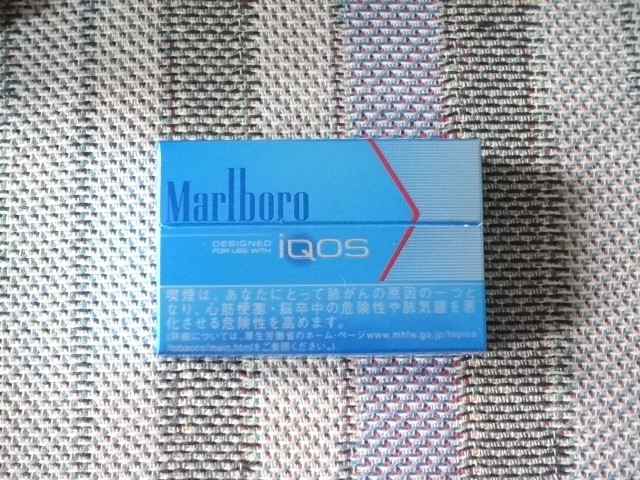 Marlboro
DESIGNED
FOR USE WITH
iQOS
喫煙は、あなたにとって肺がんの原因の一つと
なり、心筋梗塞・脳卒中の危険性や肺気腫を悪
化させる危険性を高めます。
(詳細については、厚生労働省のホーム・ページwww.mhlw.go.jp/topics
/tobacco/main.htmlをご参照ください。)